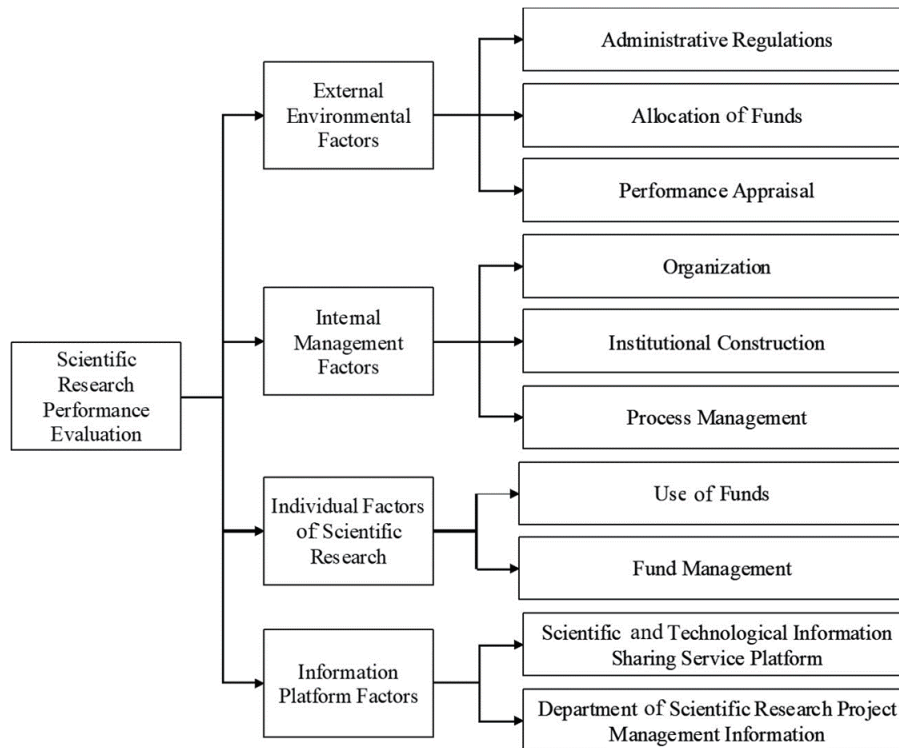 Scientific
Research
Performance
Evaluation
External
Environmental
Factors
Administrative Regulations
Allocation of Funds
Performance Appraisal
Internal
Management
Factors
Organization
Institutional Construction
Process Management
Individual Factors
of Scientific
Research
Use of Funds
Fund Management
Information
Platform Factors
Scientific and Technological Information
Sharing Service Platform
Department of Scientific Research Project
Management Information